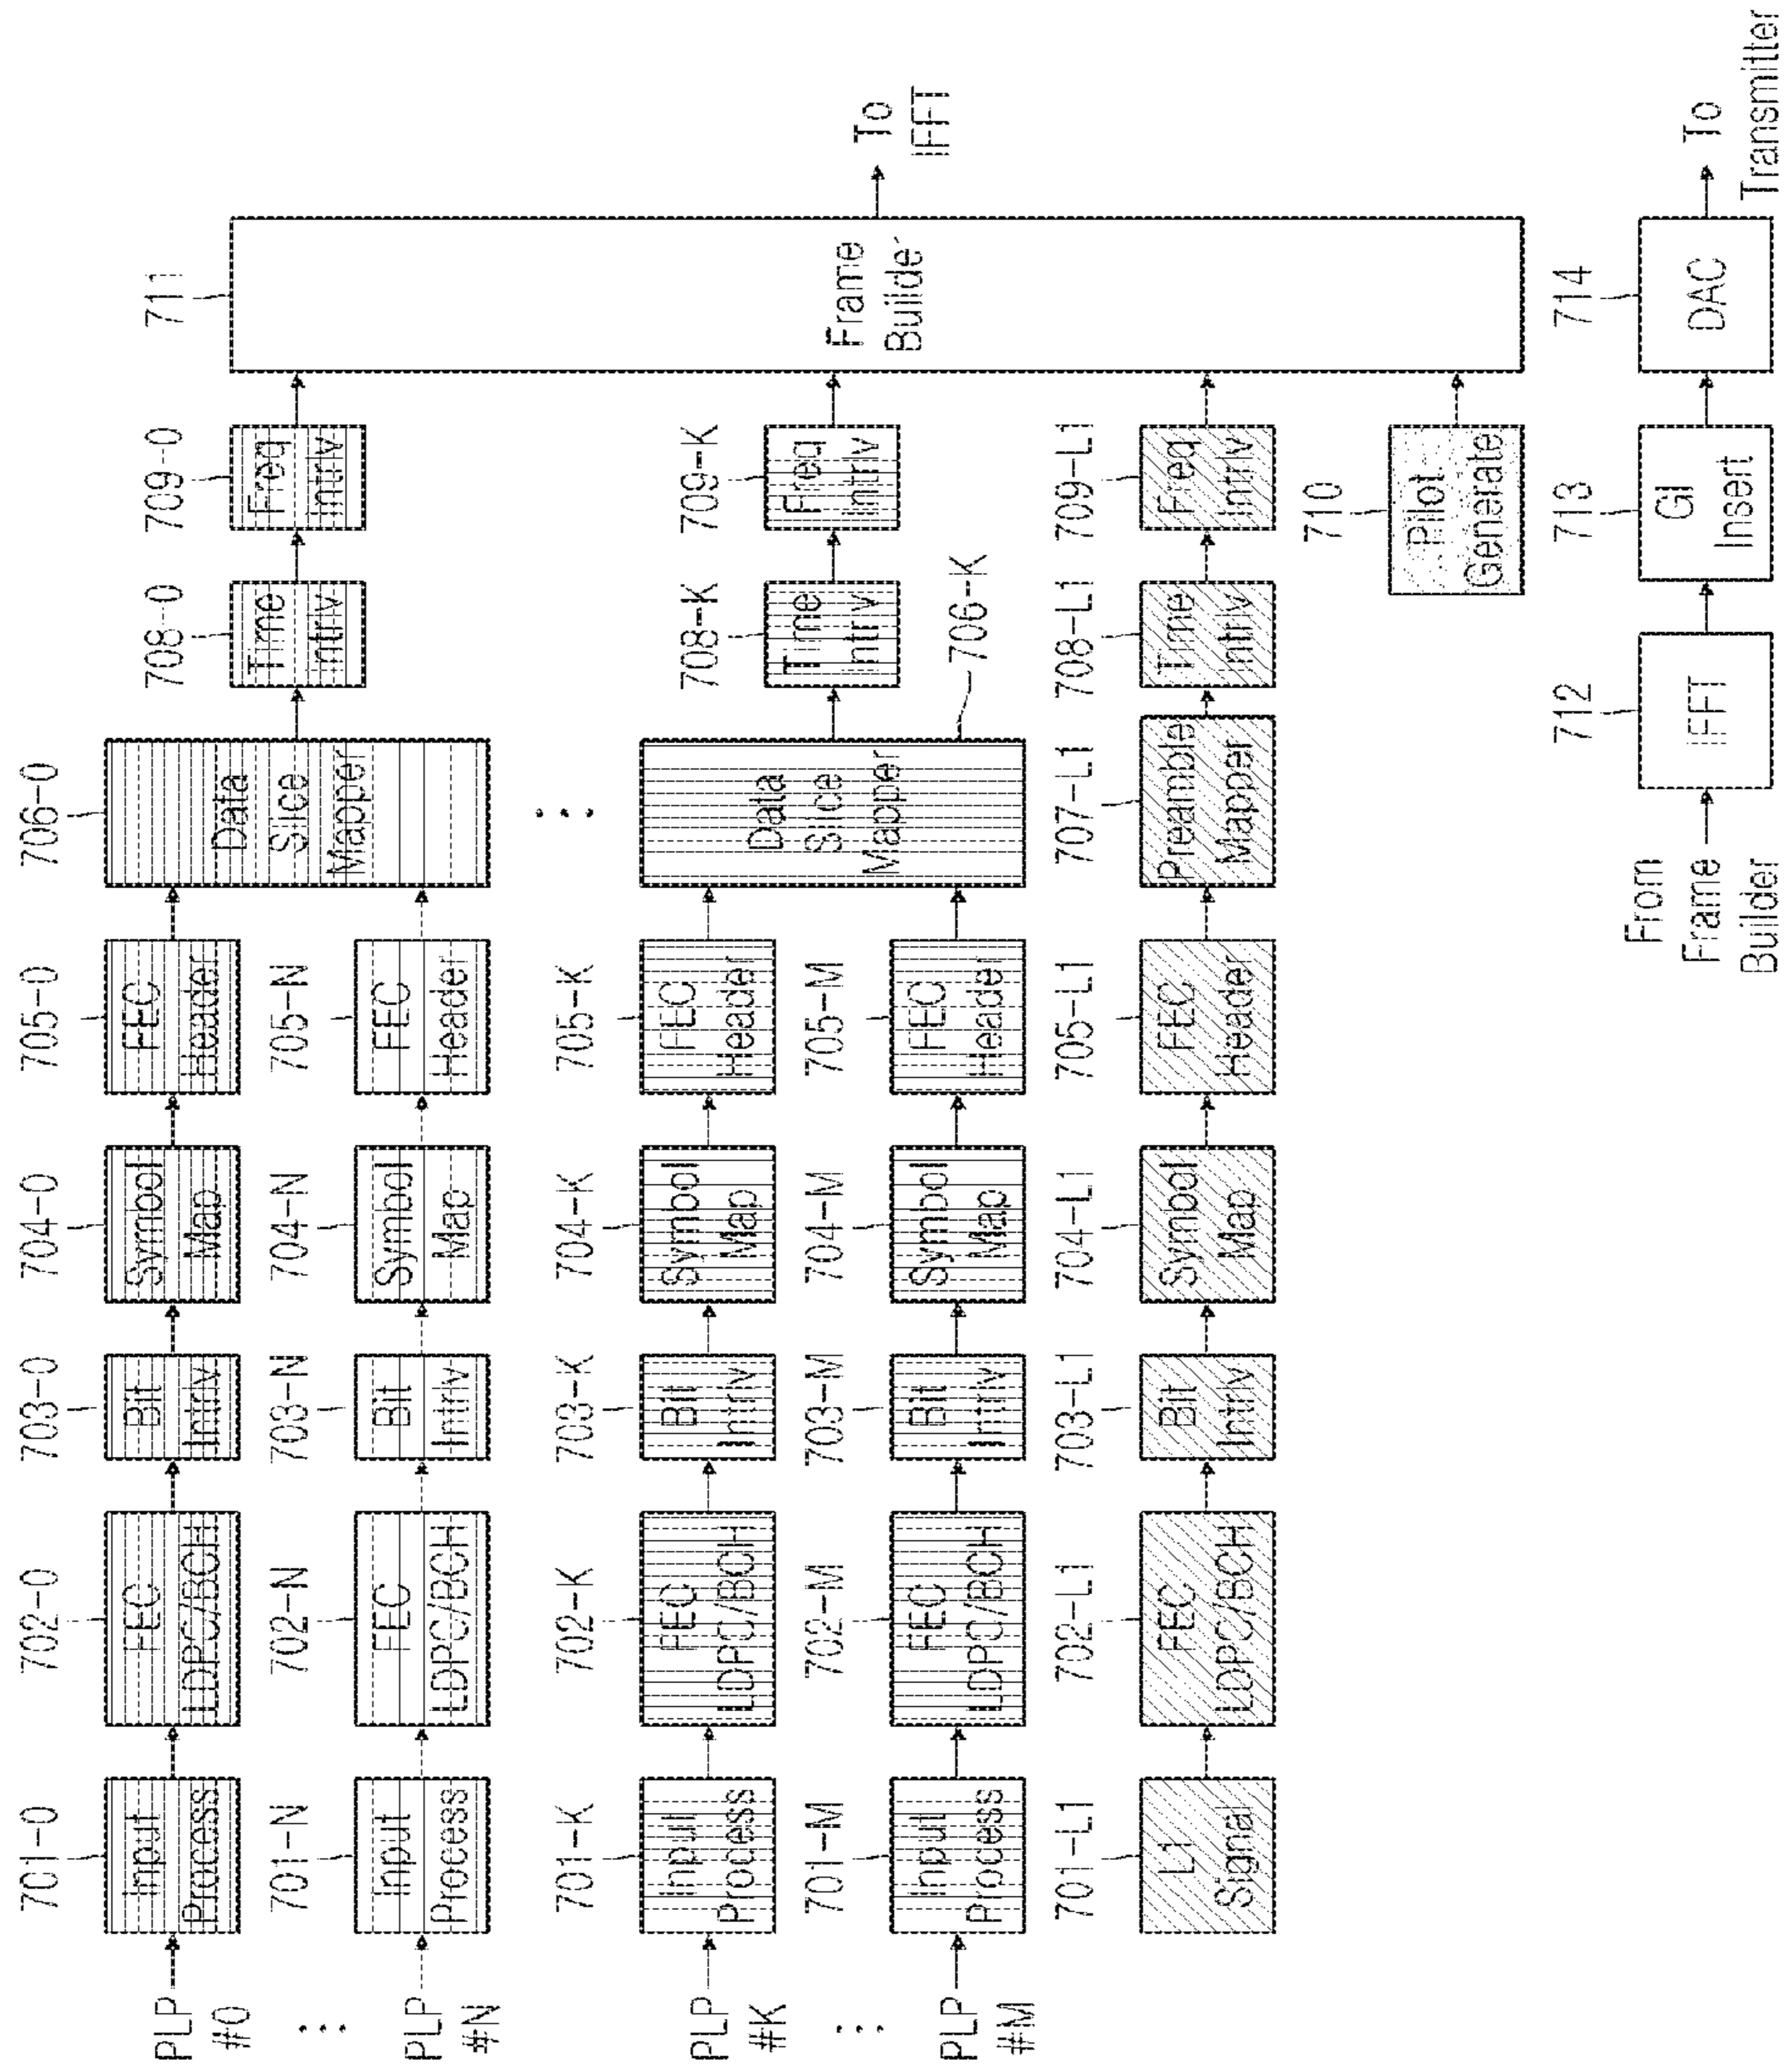 701-0
702-0
703-0
704-0
705-0
706-0
708-0
709-0
711
PLP
#0
Input
Process
FEC
LDPC/BCH
Bit
Intrlv
Symbol
Map
FEC
Header
Data
Slice
Mapper
Time
Intrlv
Freq
Intrlv
701-N
702-N
703-N
704-N
705-N
PLP
#N
Input
Process
FEC
LDPC/BCH
Bit
Intrlv
Symbol
Map
FEC
Header
701-K
702-K
703-K
704-K
705-K
708-K
709-K
PLP
#K
Input
Process
FEC
LDPC/BCH
Bit
Intrlv
Symbol
Map
FEC
Header
Data
Slice
Mapper
Time
Intrlv
Freq
Intrlv
Frame
Builder
To
IFFT
701-M
702-M
703-M
704-M
705-M
706-K
PLP
#M
Input
Process
FEC
LDPC/BCH
Bit
Intrlv
Symbol
Map
FEC
Header
701-L1
702-L1
703-L1
704-L1
705-L1
707-L1
708-L1
709-L1
L1
Signal
FEC
LDPC/BCH
Bit
Intrlv
Symbol
Map
FEC
Header
Preamble
Mapper
Time
Intrlv
Freq
Intrlv
710
Pilot
Generate
712
713
714
From
Frame
Builder
IFFT
GI
Insert
DAC
To
Transmitter